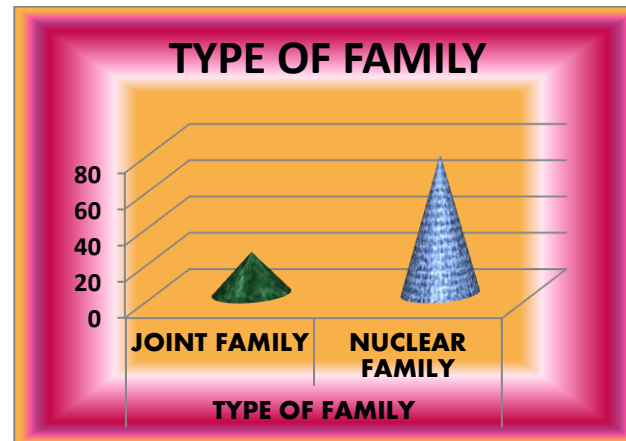 TYPE OF FAMILY
80
60
40
20
0
JOINT FAMILY
NUCLEAR
FAMILY
TYPE OF FAMILY